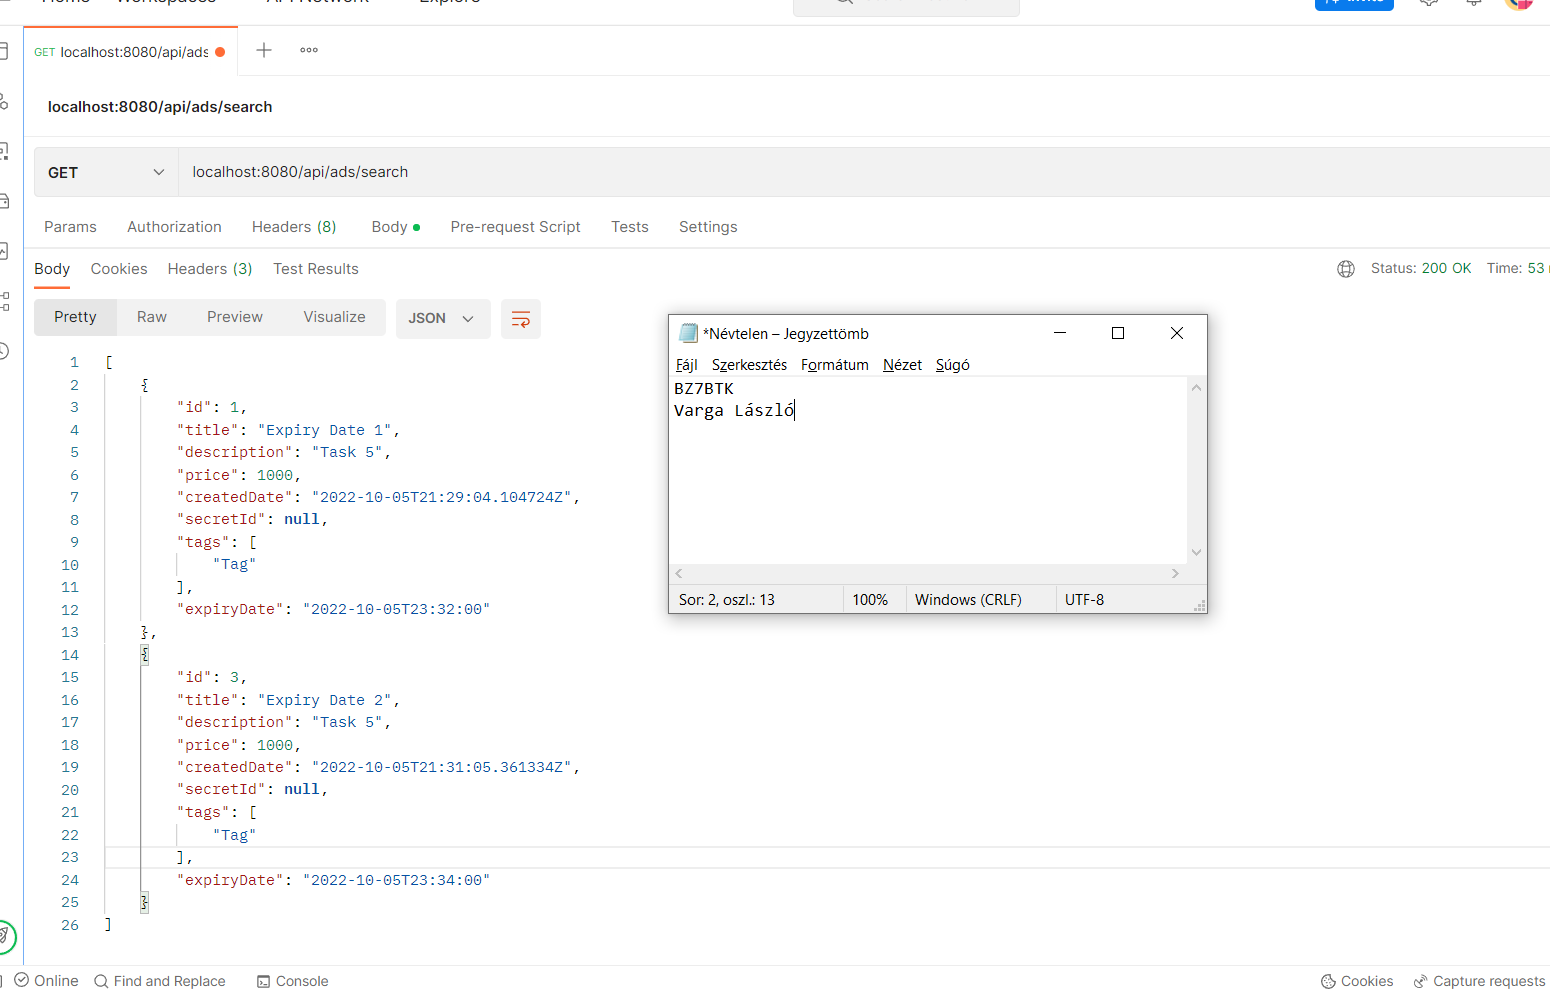 GET localhost:8080/api/ads
localhost:8080/api/ads/search
GET localhost:8080/api/ads/search
Params Authorization Headers (8) Body Pre-request Script Tests Settings
Body Cookies Headers (3) Test Results Status: 200 OK Time: 53
Pretty Raw Preview Visualize JSON
1 [
2 {
3 "id": 1,
4 "title": "Expiry Date 1",
5 "description": "Task 5",
6 "price": 1000,
7 "createdDate": "2022-10-05T21:29:04.104724Z",
8 "secretId": null,
9 "tags": [
10 "Tag"
11 ],
12 "expiryDate": "2022-10-05T23:32:00"
13 },
14 {
15 "id": 3,
16 "title": "Expiry Date 2",
17 "description": "Task 5",
18 "price": 1000,
19 "createdDate": "2022-10-05T21:31:05.361334Z",
20 "secretId": null,
21 "tags": [
22 "Tag"
23 ],
24 "expiryDate": "2022-10-05T23:34:00"
25 }
26 ]
*Névtelen – Jegyzettömb
Fájl Szerkesztés Formátum Nézet Súgó
BZ7BTK
Varga László
Sor: 2, oszl.: 13 100% Windows (CRLF) UTF-8
Online Find and Replace Console Cookies Capture requests